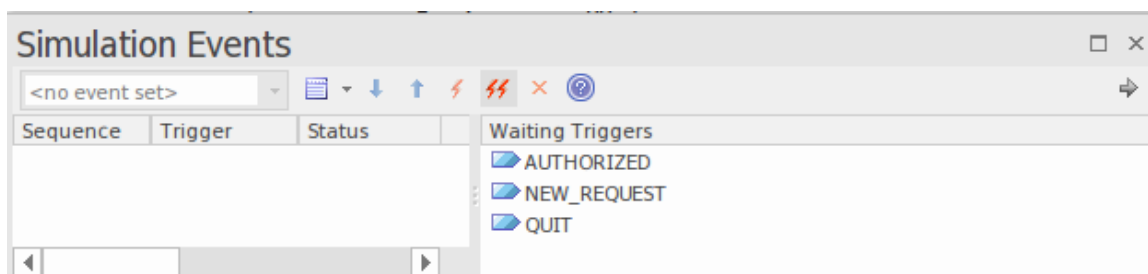 Simulation Events
<no event set>
Sequence Trigger Status
Waiting Triggers
AUTHORIZED
NEW_REQUEST
QUIT